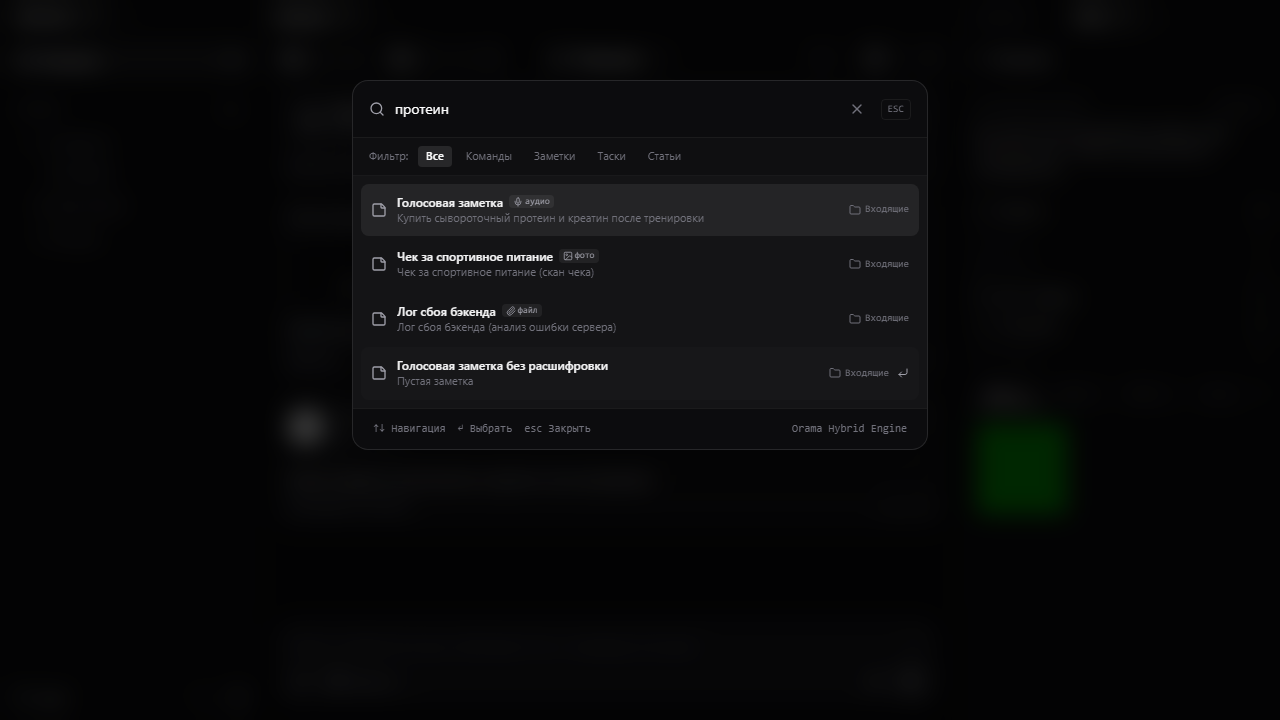 протеин
ESC
Фильтр: Все Команды Заметки Таски Статьи
Голосовая заметка аудио
Купить сывороточный протеин и креатин после тренировки
Входящие
Чек за спортивное питание фото
Чек за спортивное питание (скан чека)
Входящие
Лог сбоя бэкенда файл
Лог сбоя бэкенда (анализ ошибки сервера)
Входящие
Голосовая заметка без расшифровки
Пустая заметка
Входящие
Навигация Выбрать esc Закрыть Orama Hybrid Engine